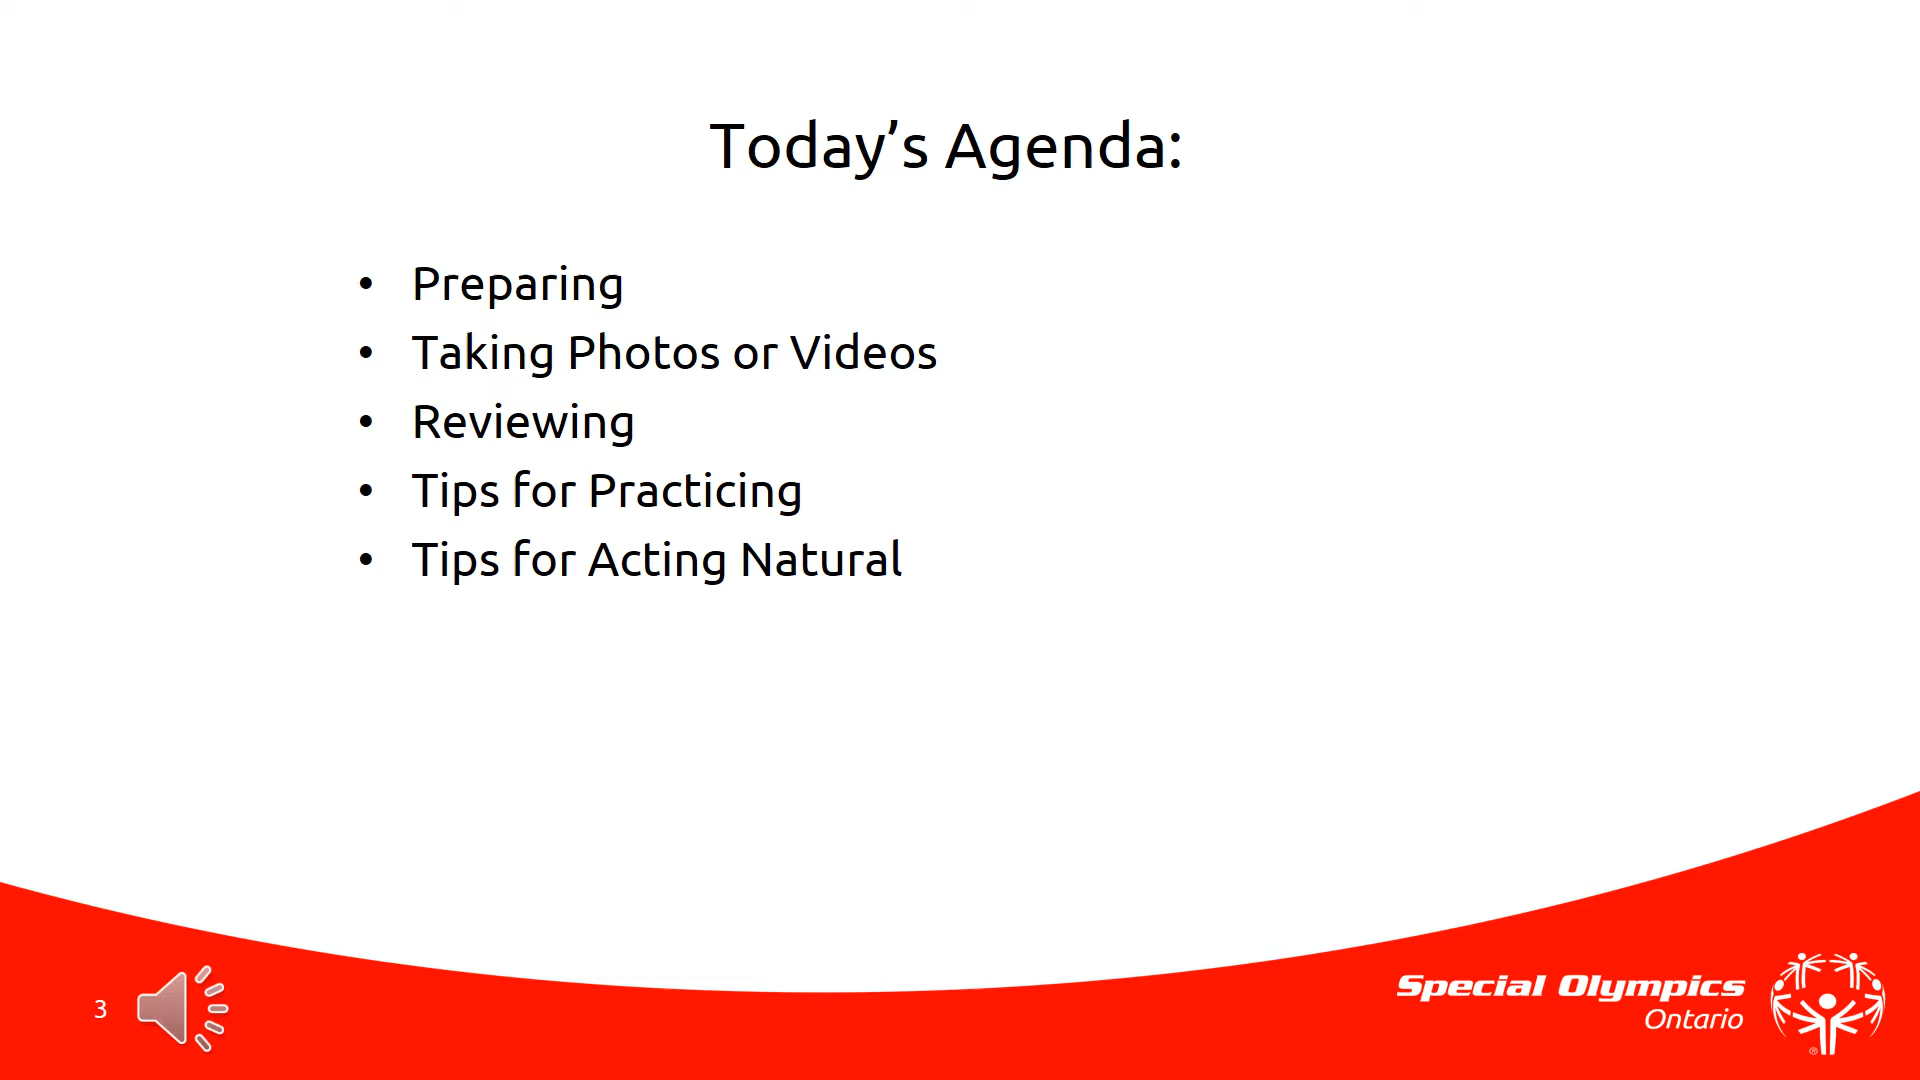 Today’s Agenda:
• Preparing
• Taking Photos or Videos
• Reviewing
• Tips for Practicing
• Tips for Acting Natural
3
Special Olympics
Ontario
®